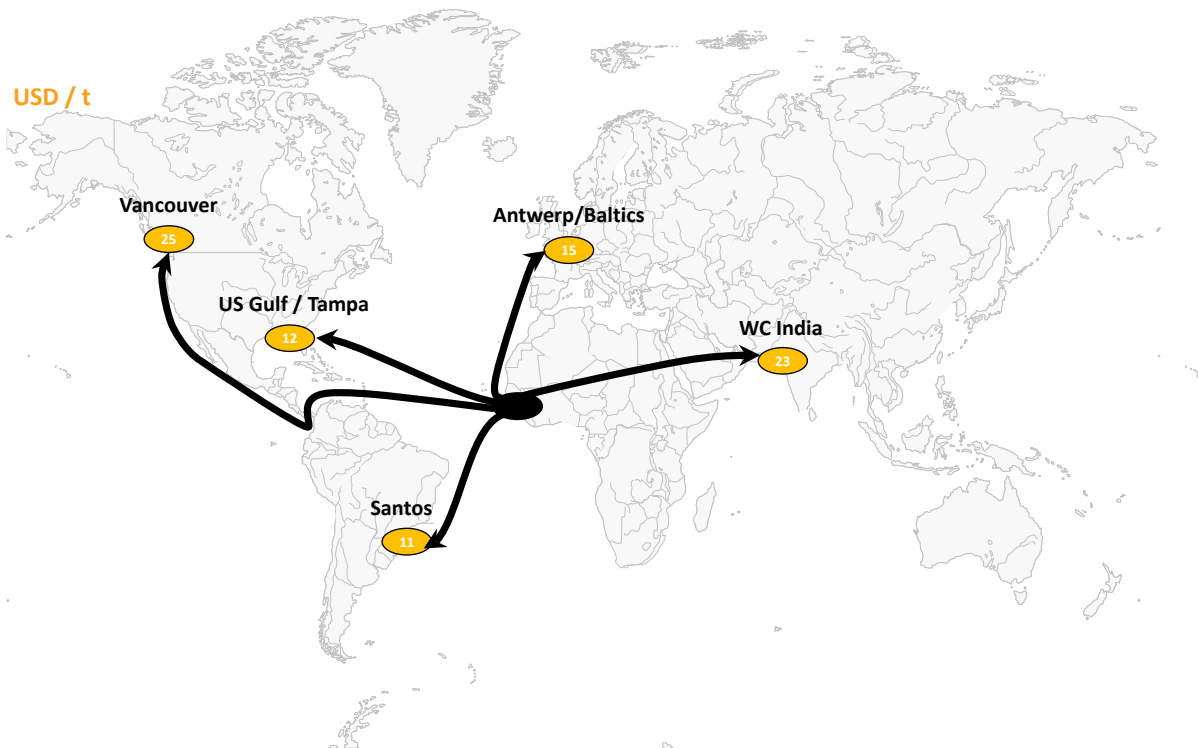 USD / t
Vancouver
25
Antwerp/Baltics
15
US Gulf / Tampa
12
WC India
23
Santos
11